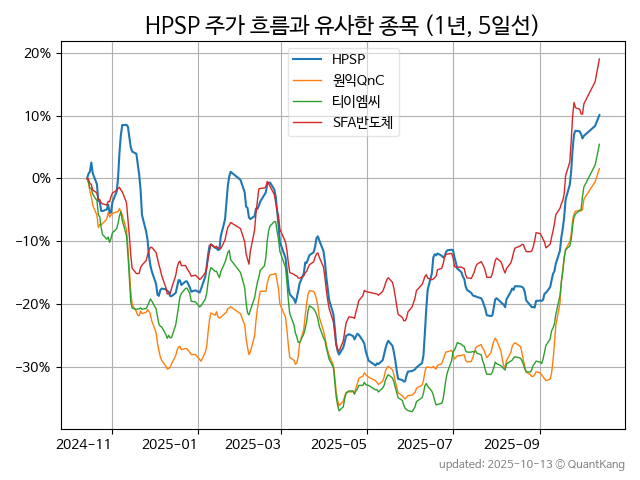 HPSP 주가 흐름과 유사한 종목 (1년, 5일선)
HPSP
원익QnC
티이엠씨
SFA반도체
20%
10%
0%
−10%
−20%
−30%
2024-11
2025-01
2025-03
2025-05
2025-07
2025-09
updated: 2025-10-13 © QuantKang